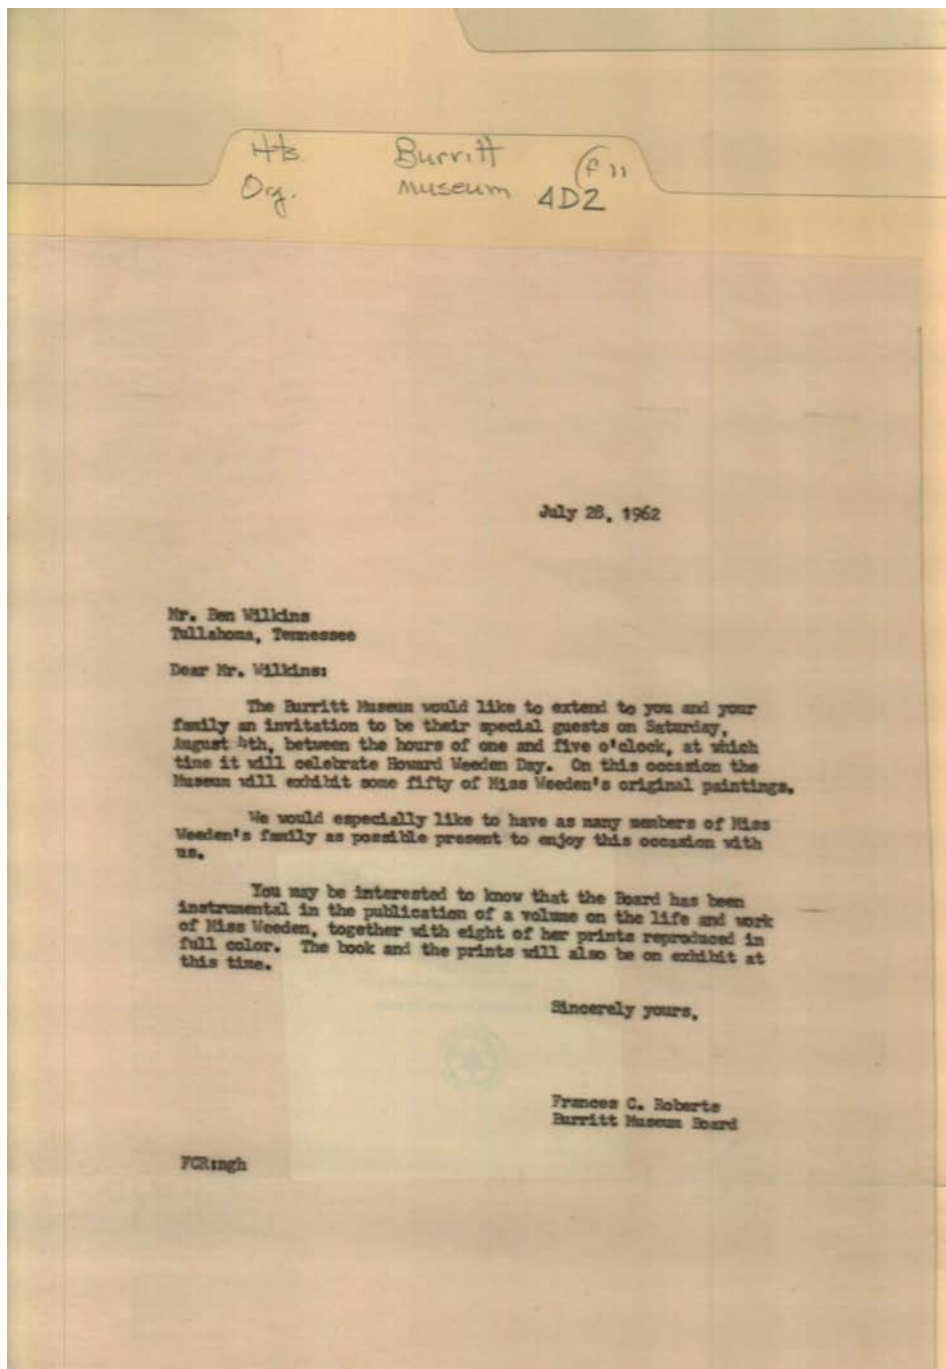 Hts. Burritt (F 11
Org. Museum 4D2
July 28, 1962
Mr. Ben Wilkins
Tullahoma, Tennessee
Dear Mr. Wilkins:
The Burritt Museum would like to extend to you and your
family an invitation to be their special guests on Saturday,
August 4th, between the hours of one and five o'clock, at which
time it will celebrate Howard Weeden Day. On this occasion the
Museum will exhibit some fifty of Miss Weeden's original paintings.
We would especially like to have as many members of Miss
Weeden's family as possible present to enjoy this occasion with
us.
You may be interested to know that the Board has been
instrumental in the publication of a volume on the life and work
of Miss Weeden, together with eight of her prints reproduced in
full color. The book and the prints will also be on exhibit at
this time.
Sincerely yours,
Frances C. Roberts
Burritt Museum Board
FCR:ngh